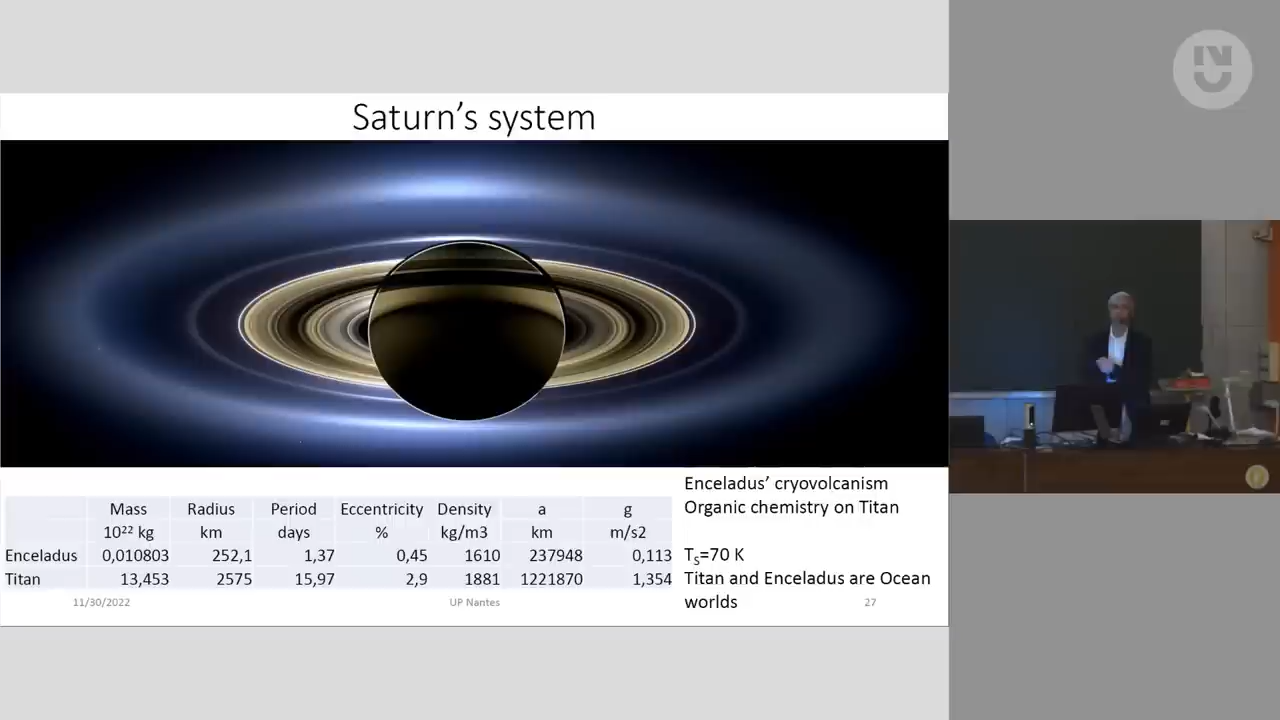 Saturn's system
Mass Radius Period Eccentricity Density a g
10²² kg km days % kg/m3 km m/s2
Enceladus 0,010803 252,1 1,37 0,45 1610 237948 0,113
Titan 13,453 2575 15,97 2,9 1881 1221870 1,354
Enceladus' cryovolcanism
Organic chemistry on Titan
Tₛ=70 K
Titan and Enceladus are Ocean
worlds
11/30/2022 UP Nantes 27